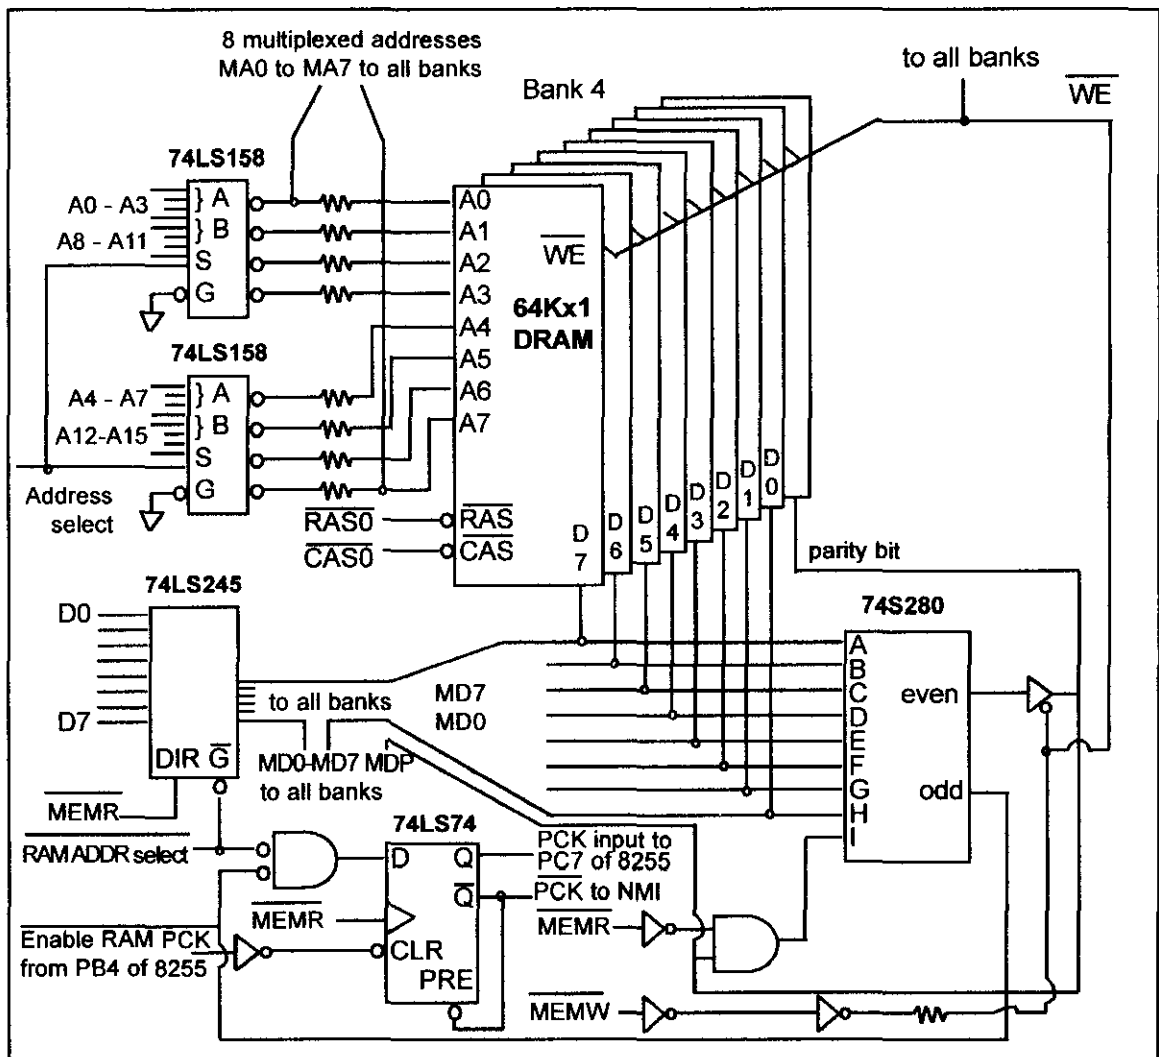 8 multiplexed addresses
MA0 to MA7 to all banks
Bank 4
to all banks
WE
74LS158
A0 - A3
A8 - A11
} A
} B
S
G
A0
A1
A2
A3
A4
A5
A6
A7
WE
64Kx1
DRAM
74LS158
A4 - A7
A12-A15
} A
} B
S
G
Address
select
RAS0
CAS0
RAS
CAS
D
7
D
6
D
5
D
4
D
3
D
2
D
1
D
0
parity bit
74LS245
D0
D7
DIR G
to all banks
MD7
MD0
MD0-MD7 MDP
to all banks
74S280
A
B
C
D
E
F
G
H
I
even
odd
MEMR
RAM ADDR select
74LS74
D Q
Q
CLR
PRE
MEMR
PCK input to
PC7 of 8255
PCK to NMI
Enable RAM PCK
from PB4 of 8255
MEMR
MEMW